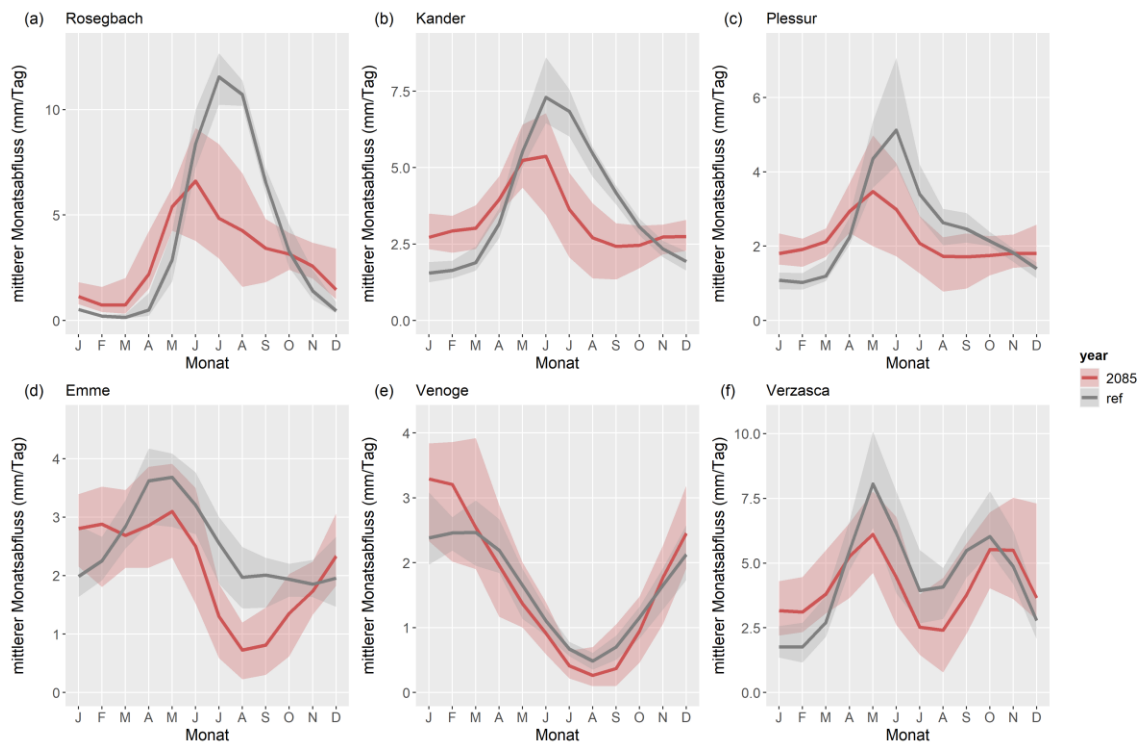 (a) Rosegbach
mittlerer Monatsabfluss (mm/Tag)
10
5
0
J F M A M J J A S O N D
Monat
(b) Kander
mittlerer Monatsabfluss (mm/Tag)
7.5
5.0
2.5
0.0
J F M A M J J A S O N D
Monat
(c) Plessur
mittlerer Monatsabfluss (mm/Tag)
6
4
2
0
J F M A M J J A S O N D
Monat
year
2085
ref
(d) Emme
mittlerer Monatsabfluss (mm/Tag)
4
3
2
1
0
J F M A M J J A S O N D
Monat
(e) Venoge
mittlerer Monatsabfluss (mm/Tag)
4
3
2
1
0
J F M A M J J A S O N D
Monat
(f) Verzasca
mittlerer Monatsabfluss (mm/Tag)
10.0
7.5
5.0
2.5
0.0
J F M A M J J A S O N D
Monat